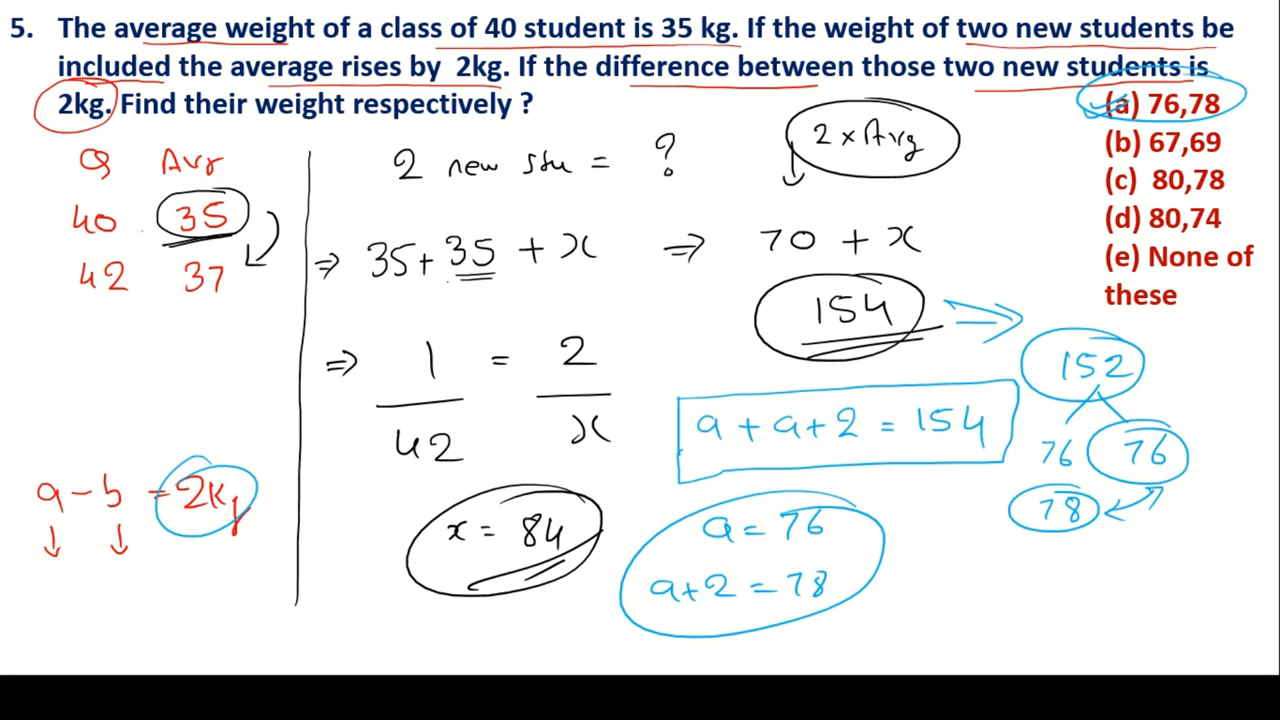 5. The average weight of a class of 40 student is 35 kg. If the weight of two new students be
included the average rises by 2kg. If the difference between those two new students is
2kg. Find their weight respectively ?
(a) 76,78
(b) 67,69
(c) 80,78
(d) 80,74
(e) None of
these
Q Avg
40 35
42 37
a - b = 2kg
2 new stu = ?
2 × Avg
⇒ 35 + 35 + x ⇒ 70 + x
154
⇒ 1/42 = 2/x
x = 84
a + a + 2 = 154
a = 76
a + 2 = 78
152
76 76
78